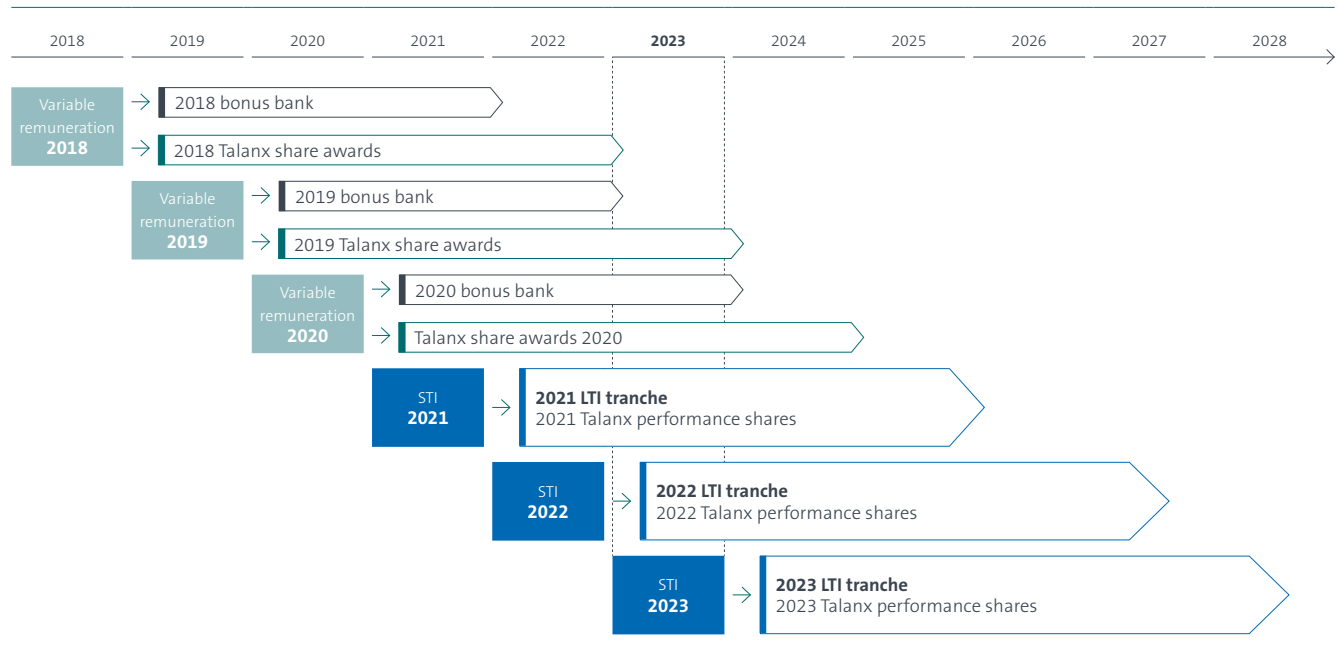 2018 2019 2020 2021 2022 2023 2024 2025 2026 2027 2028
Variable
remuneration
2018
2018 bonus bank
2018 Talanx share awards
Variable
remuneration
2019
2019 bonus bank
2019 Talanx share awards
Variable
remuneration
2020
2020 bonus bank
Talanx share awards 2020
STI
2021
2021 LTI tranche
2021 Talanx performance shares
STI
2022
2022 LTI tranche
2022 Talanx performance shares
STI
2023
2023 LTI tranche
2023 Talanx performance shares